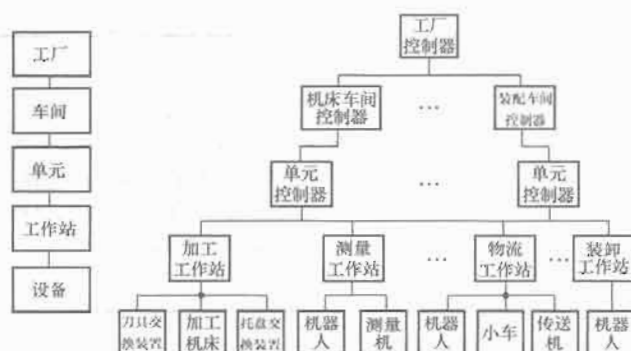 工厂
车间
单元
工作站
设备
工厂
控制器
机床车间
控制器
…
装配车间
控制器
单元
控制器
…
单元
控制器
加工
工作站
测量
工作站
…
物流
工作站
…
装卸
工作站
刀具交
换装置
加工
机床
托盘交
换装置
机器
人
测量
机
机器
人
小车
传送
机
机器
人